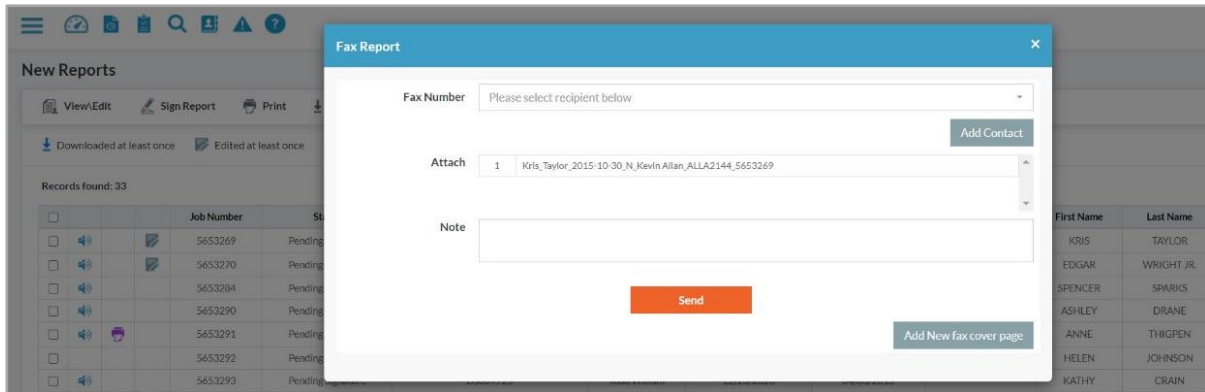 Fax Report ×
New Reports
View\Edit Sign Report Print
Fax Number Please select recipient below
Add Contact
Downloaded at least once Edited at least once
Attach 1 Kris_Taylor_2015-10-30_N_Kevin Allan_ALLA2144_5653269
Records found: 33
Note
Job Number First Name Last Name
5653269 Pending KRIS TAYLOR
5653270 Pending EDGAR WRIGHT JR.
5653284 Pending SPENCER SPARKS
Send
5653290 Pending ASHLEY DRANE
5653291 Pending ANNE THIGPEN
Add New fax cover page
5653292 Pending HELEN JOHNSON
5653293 Pending KATHY CRAIN